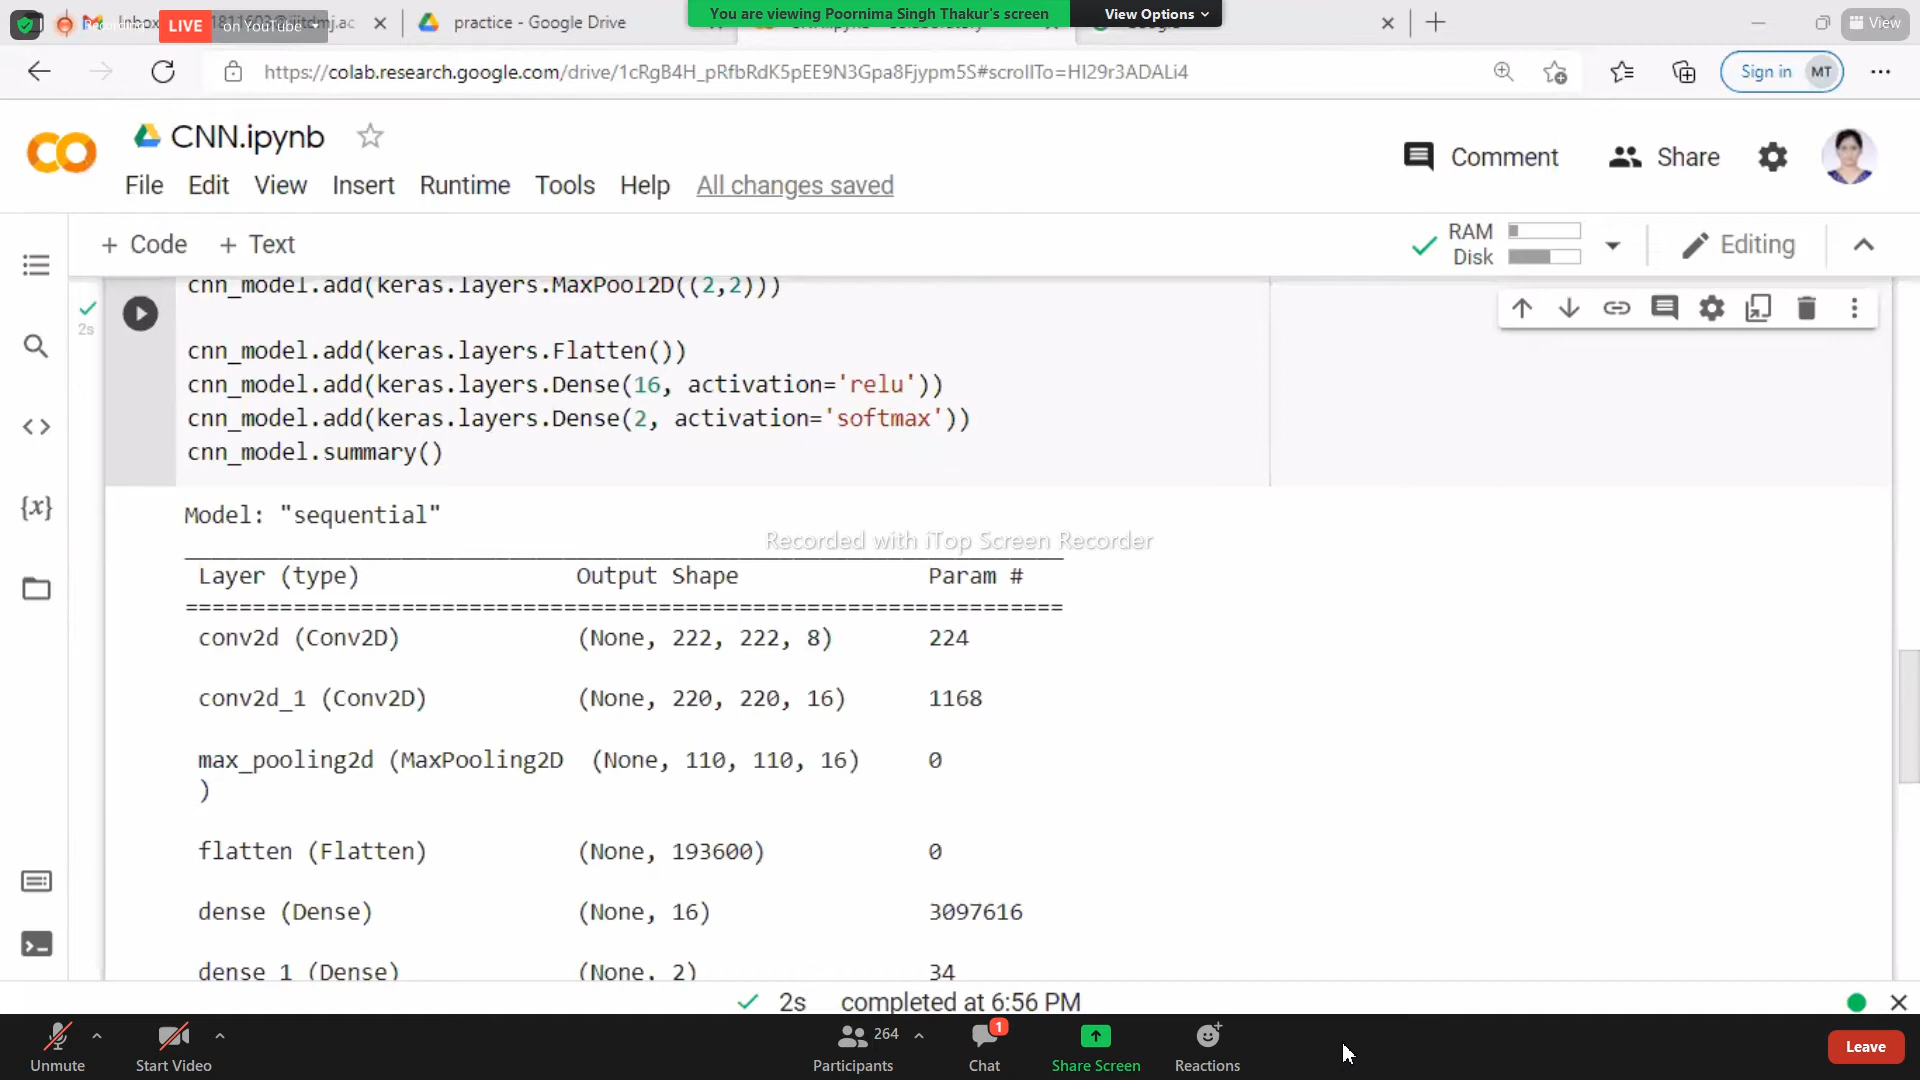 LIVE on YouTube
practice - Google Drive
You are viewing Poornima Singh Thakur's screen
View Options
View
https://colab.research.google.com/drive/1cRgB4H_pRfbRdK5pEE9N3Gpa8Fjypm5S#scrollTo=HI29r3ADALi4
Sign in MT
CNN.ipynb
Comment
Share
File Edit View Insert Runtime Tools Help All changes saved
+ Code + Text
RAM
Disk
Editing
cnn_model.add(keras.layers.MaxPool2D((2,2)))
2s
cnn_model.add(keras.layers.Flatten())
cnn_model.add(keras.layers.Dense(16, activation='relu'))
cnn_model.add(keras.layers.Dense(2, activation='softmax'))
cnn_model.summary()
Model: "sequential"
Recorded with iTop Screen Recorder
Layer (type) Output Shape Param #
=================================================================
conv2d (Conv2D) (None, 222, 222, 8) 224
conv2d_1 (Conv2D) (None, 220, 220, 16) 1168
max_pooling2d (MaxPooling2D (None, 110, 110, 16) 0
)
flatten (Flatten) (None, 193600) 0
dense (Dense) (None, 16) 3097616
dense_1 (Dense) (None, 2) 34
2s completed at 6:56 PM
264
1
Unmute
Start Video
Participants
Chat
Share Screen
Reactions
Leave